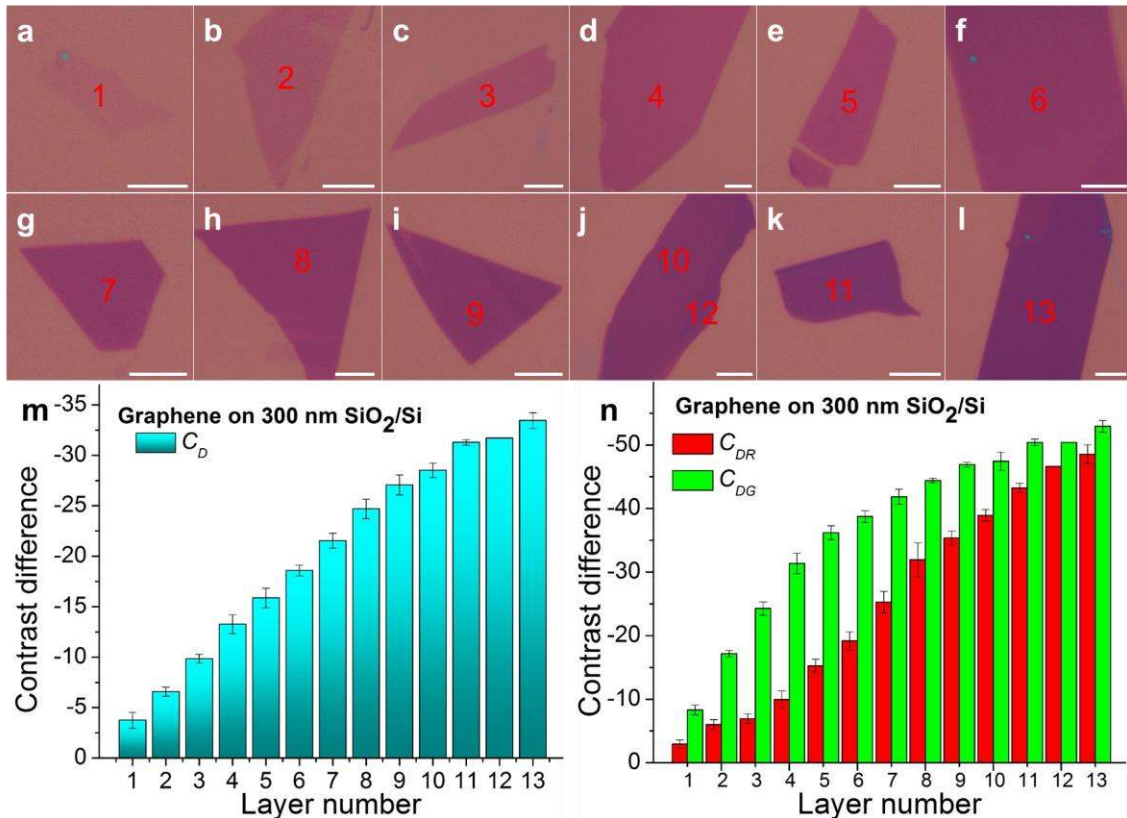 a b c d e f
1 2 3 4 5 6
g h i j k l
7 8 9 10 12 11 13
m
Graphene on 300 nm SiO₂/Si
C_D
Contrast difference
-35
-30
-25
-20
-15
-10
-5
0
1 2 3 4 5 6 7 8 9 10 11 12 13
Layer number
n
Graphene on 300 nm SiO₂/Si
C_DR
C_DG
Contrast difference
-50
-40
-30
-20
-10
0
1 2 3 4 5 6 7 8 9 10 11 12 13
Layer number